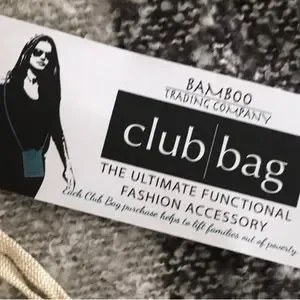 BAMBOO
TRADING COMPANY
club|bag
THE ULTIMATE FUNCTIONAL
FASHION ACCESSORY
Each Club Bag purchase helps to lift families out of poverty